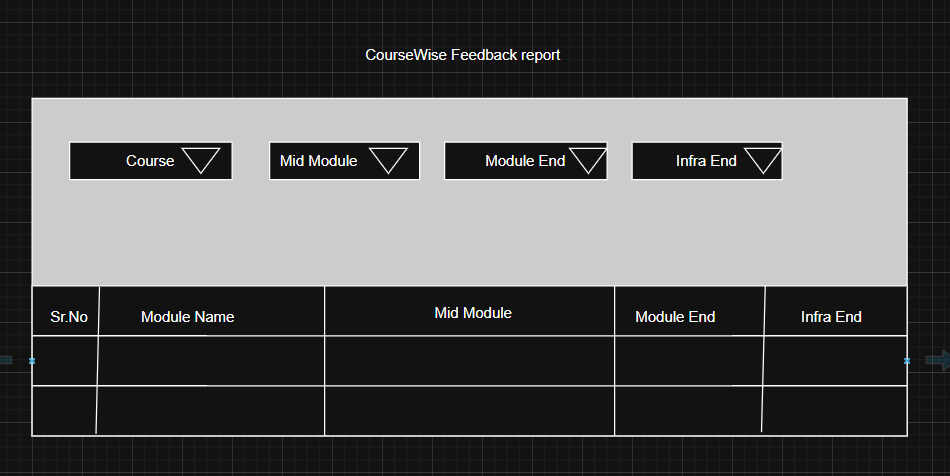 CourseWise Feedback report
Course Mid Module Module End Infra End
Sr.No Module Name Mid Module Module End Infra End